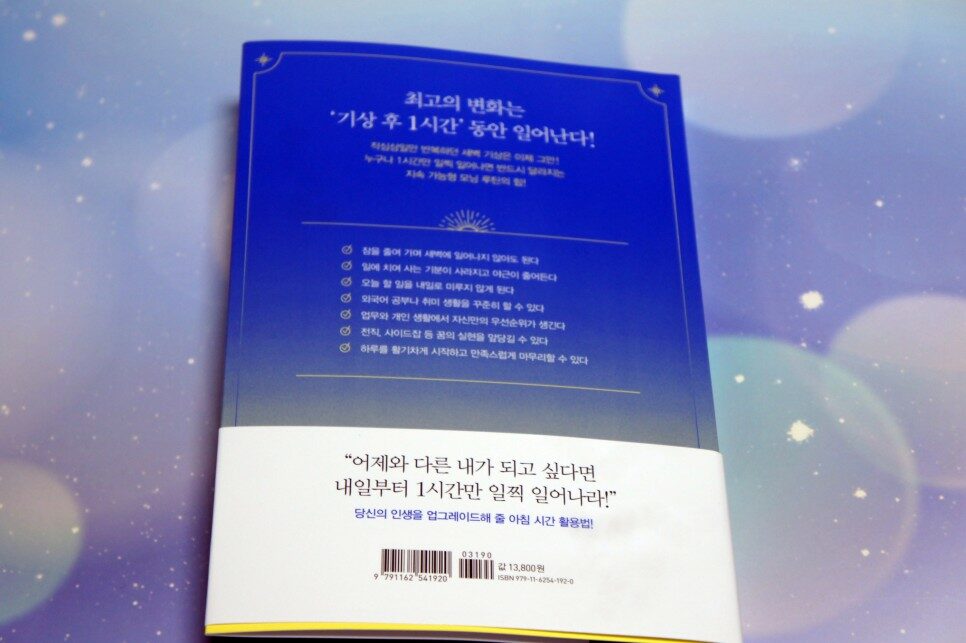 최고의 변화는
‘기상 후 1시간’ 동안 일어난다!
작심삼일만 반복하던 새벽 기상은 이제 그만!
누구나 1시간만 일찍 일어나면 반드시 달라지는
지속 가능형 모닝 루틴의 힘!
잠을 줄여 가며 새벽에 일어나지 않아도 된다
일에 치여 사는 기분이 사라지고 야근이 줄어든다
오늘 할 일을 내일로 미루지 않게 된다
외국어 공부나 취미 생활을 꾸준히 할 수 있다
업무와 개인 생활에서 자신만의 우선순위가 생긴다
전직, 사이드잡 등 꿈의 실현을 앞당길 수 있다
하루를 활기차게 시작하고 만족스럽게 마무리할 수 있다
“어제와 다른 내가 되고 싶다면
내일부터 1시간만 일찍 일어나라!”
당신의 인생을 업그레이드해 줄 아침 시간 활용법!
03190
값 13,800원
9 791162 541920
ISBN 979-11-6254-192-0